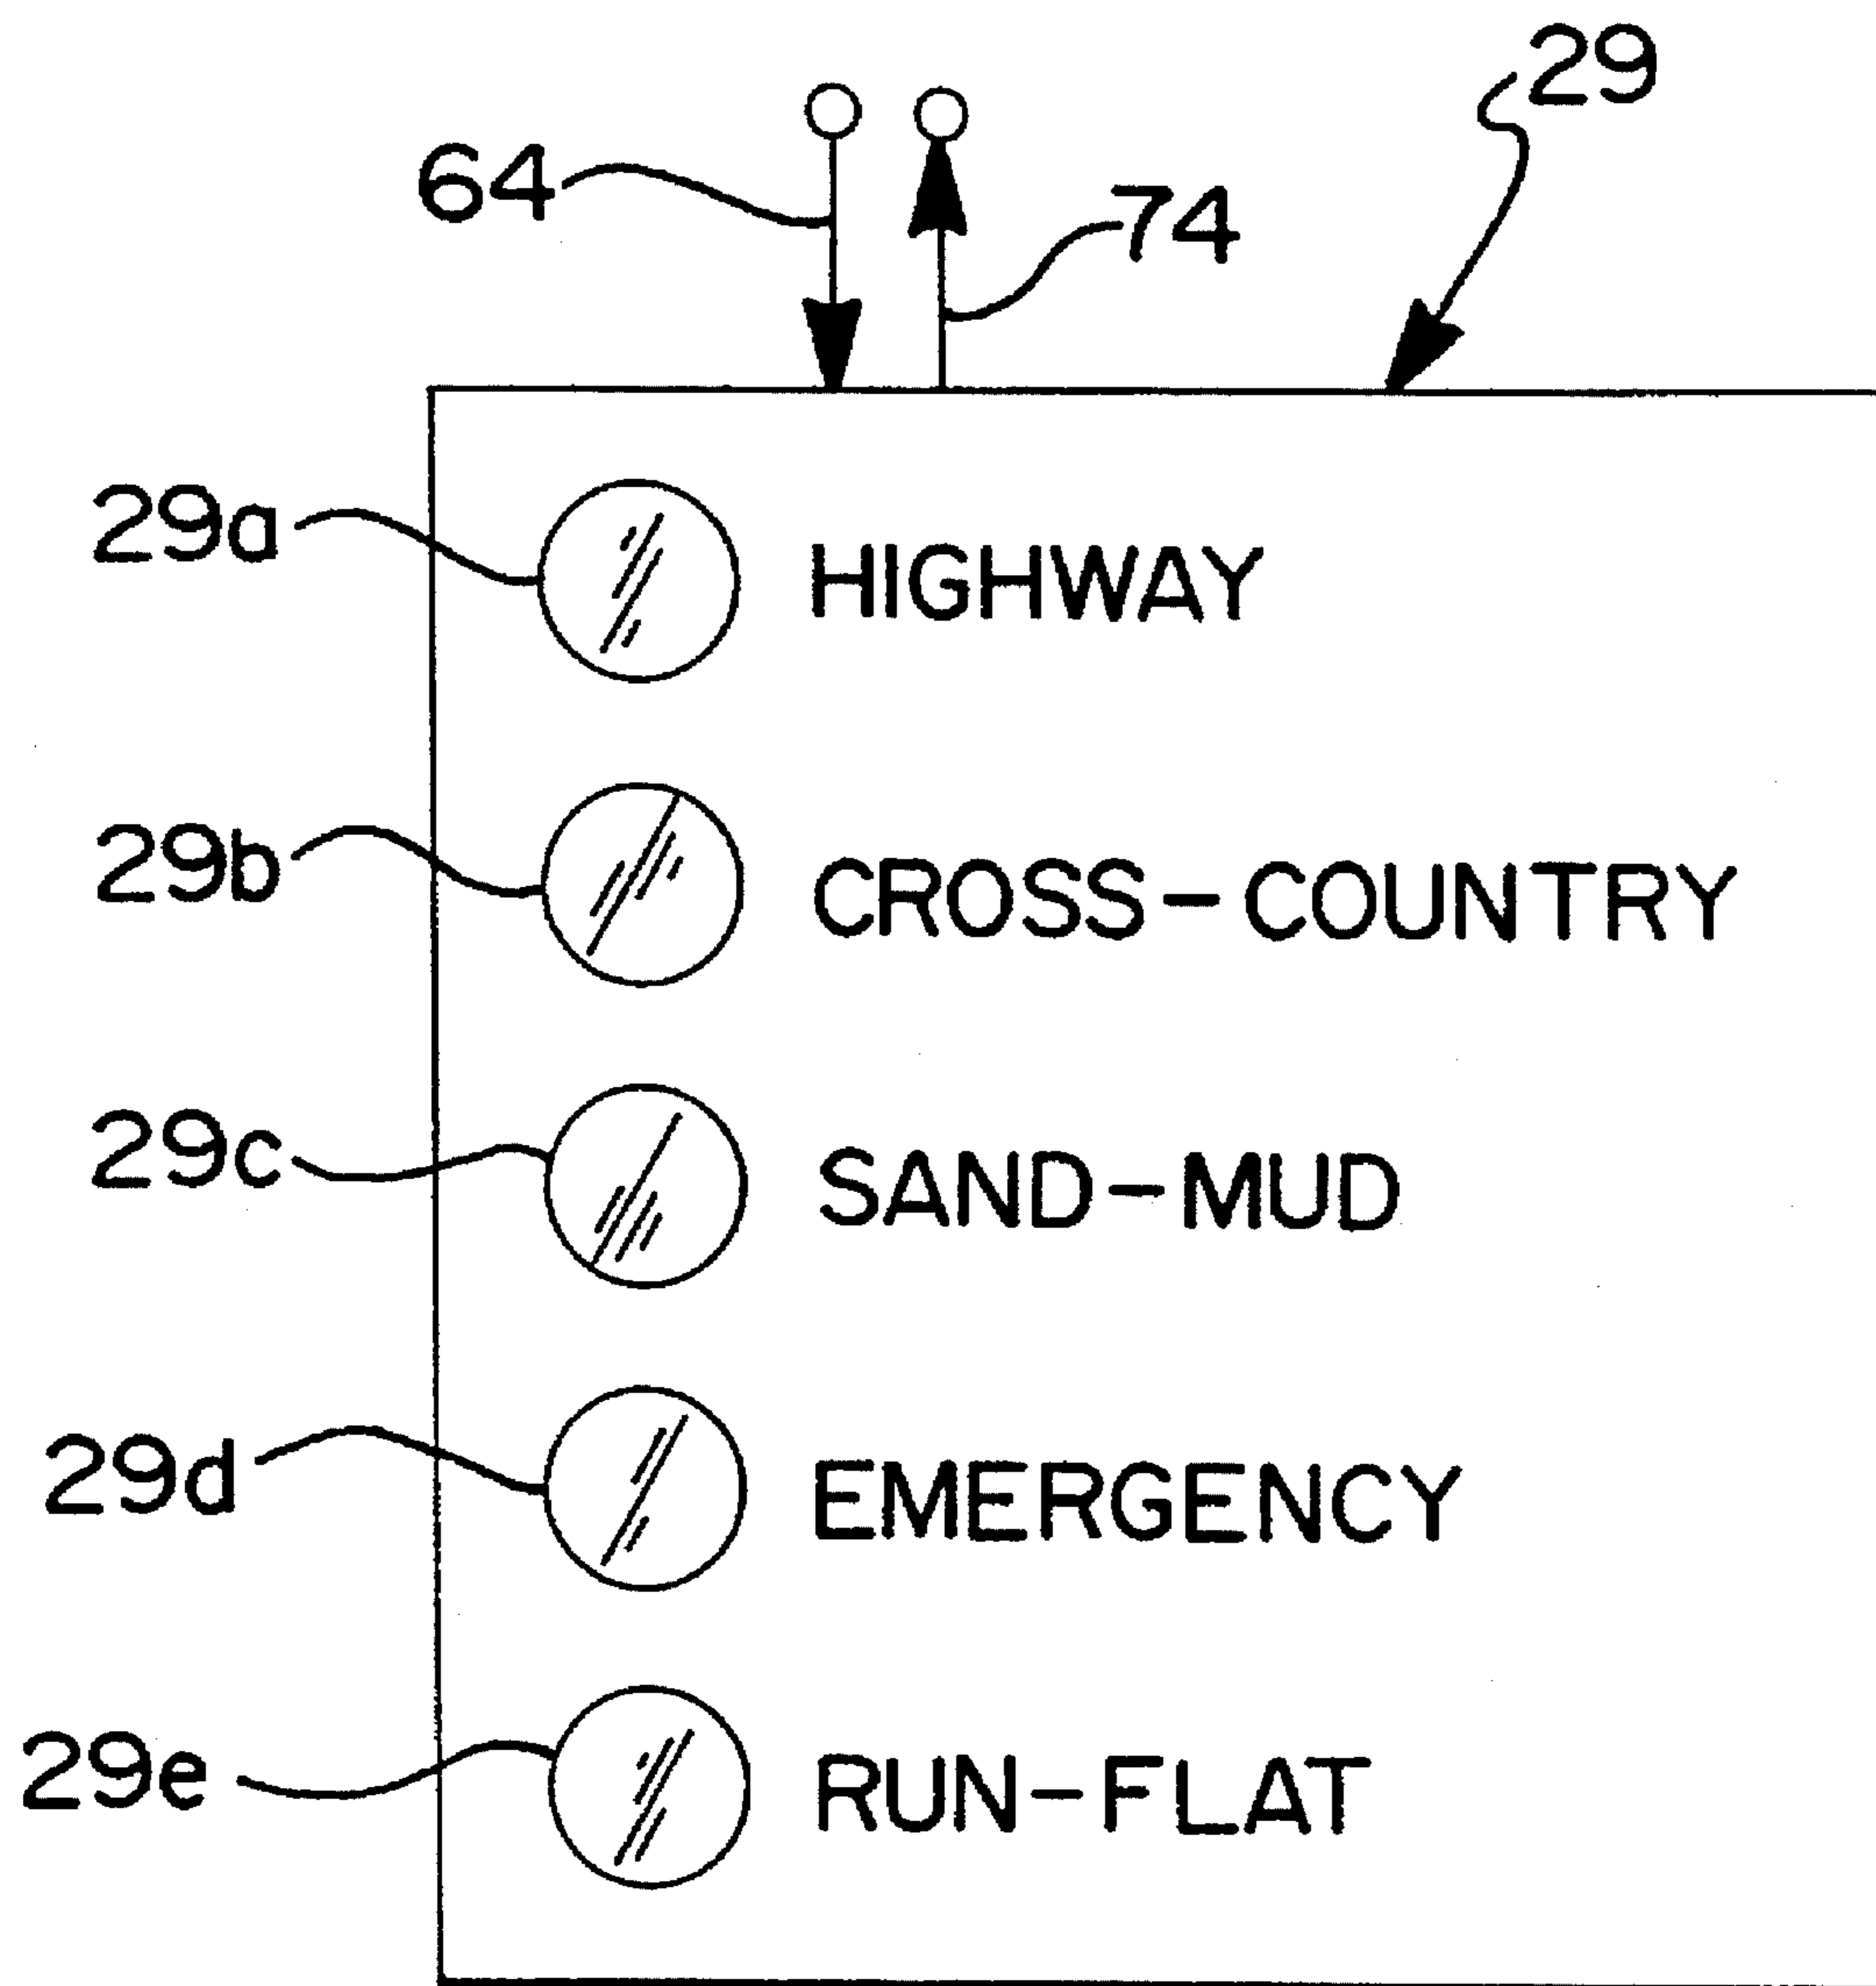 29
64
74
29a HIGHWAY
29b CROSS-COUNTRY
29c SAND-MUD
29d EMERGENCY
29e RUN-FLAT